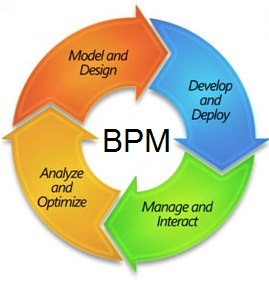 Model and
Design
Develop
and
Deploy
BPM
Analyze
and
Optimize
Manage and
Interact